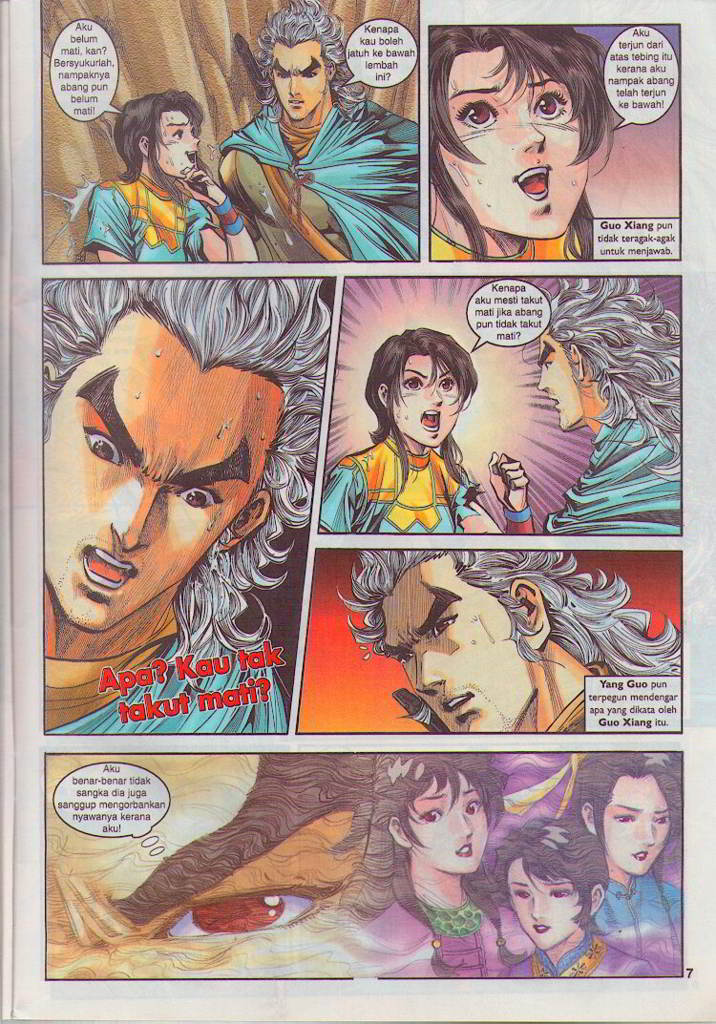 Aku
belum
mati, kan?
Bersyukurlah,
nampaknya
abang pun
belum
mati!
Kenapa
kau boleh
jatuh ke bawah
lembah
ini?
Aku
terjun dari
atas tebing itu
kerana aku
nampak abang
telah terjun
ke bawah!
Guo Xiang pun
tidak teragak-agak
untuk menjawab.
Apa? Kau tak
takut mati?
Kenapa
aku mesti takut
mati jika abang
pun tidak takut
mati?
Yang Guo pun
terpegun mendengar
apa yang dikata oleh
Guo Xiang itu.
Aku
benar-benar tidak
sangka dia juga
sanggup mengorbankan
nyawanya kerana
aku!
7